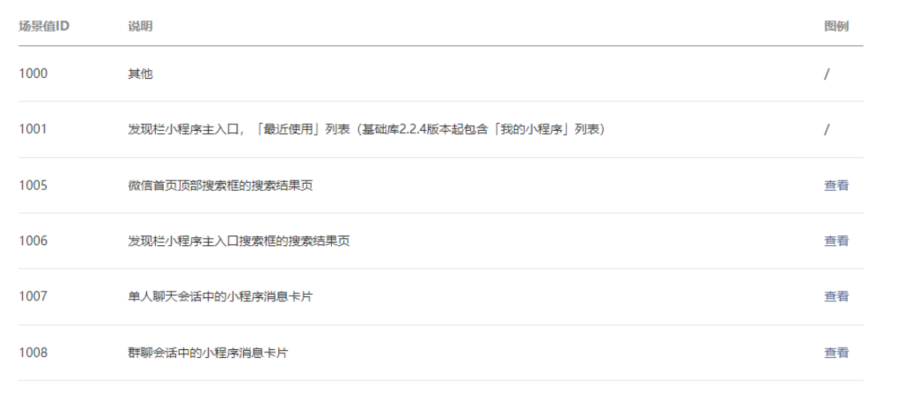 场景值ID 说明 图例
1000 其他 /
1001 发现栏小程序主入口，「最近使用」列表（基础库2.2.4版本起包含「我的小程序」列表） /
1005 微信首页顶部搜索框的搜索结果页 查看
1006 发现栏小程序主入口搜索框的搜索结果页 查看
1007 单人聊天会话中的小程序消息卡片 查看
1008 群聊会话中的小程序消息卡片 查看